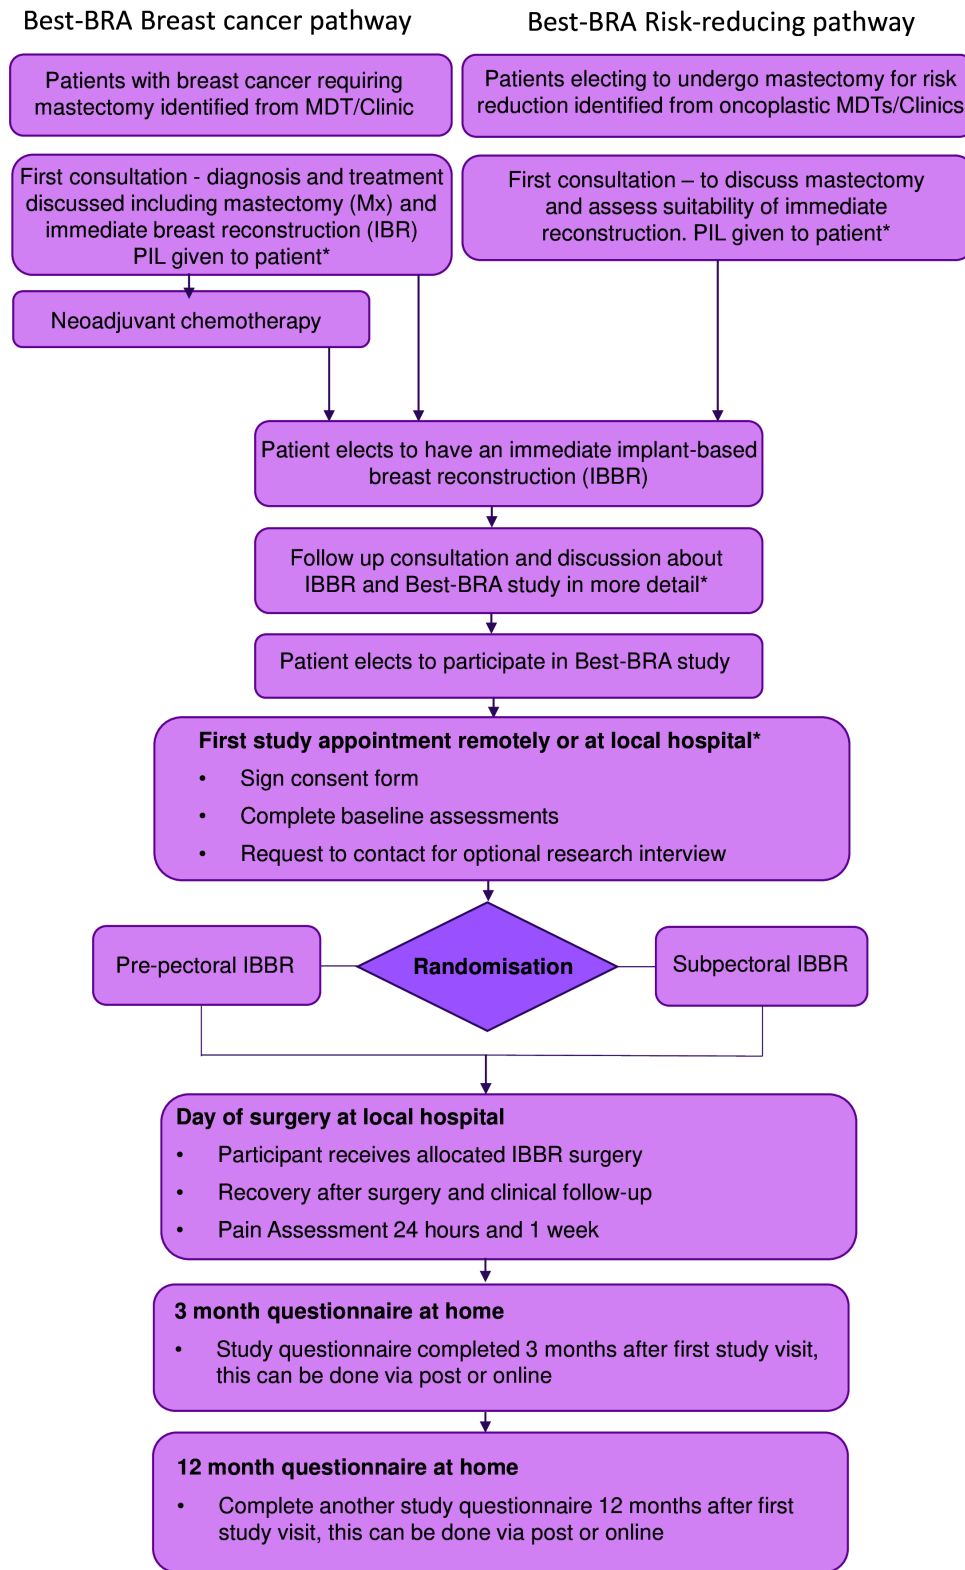 Best-BRA Breast cancer pathway
Best-BRA Risk-reducing pathway
Patients with breast cancer requiring
mastectomy identified from MDT/Clinic
Patients electing to undergo mastectomy for risk
reduction identified from oncoplastic MDTs/Clinics
First consultation - diagnosis and treatment
discussed including mastectomy (Mx) and
immediate breast reconstruction (IBR)
PIL given to patient*
First consultation – to discuss mastectomy
and assess suitability of immediate
reconstruction. PIL given to patient*
Neoadjuvant chemotherapy
Patient elects to have an immediate implant-based
breast reconstruction (IBBR)
Follow up consultation and discussion about
IBBR and Best-BRA study in more detail*
Patient elects to participate in Best-BRA study
First study appointment remotely or at local hospital*
• Sign consent form
• Complete baseline assessments
• Request to contact for optional research interview
Pre-pectoral IBBR
Randomisation
Subpectoral IBBR
Day of surgery at local hospital
• Participant receives allocated IBBR surgery
• Recovery after surgery and clinical follow-up
• Pain Assessment 24 hours and 1 week
3 month questionnaire at home
• Study questionnaire completed 3 months after first study visit,
this can be done via post or online
12 month questionnaire at home
• Complete another study questionnaire 12 months after first
study visit, this can be done via post or online